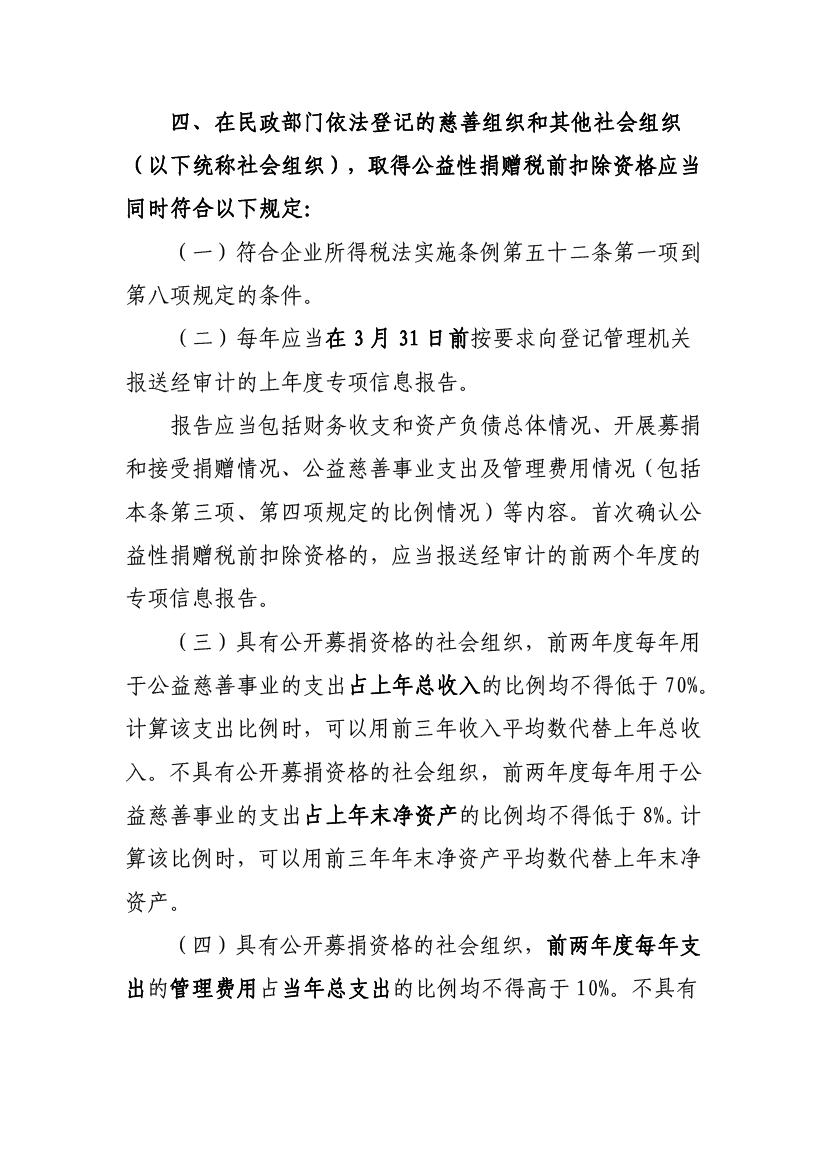 四、在民政部门依法登记的慈善组织和其他社会组织
（以下统称社会组织），取得公益性捐赠税前扣除资格应当
同时符合以下规定：
（一）符合企业所得税法实施条例第五十二条第一项到
第八项规定的条件。
（二）每年应当在 3 月 31 日前按要求向登记管理机关
报送经审计的上年度专项信息报告。
报告应当包括财务收支和资产负债总体情况、开展募捐
和接受捐赠情况、公益慈善事业支出及管理费用情况（包括
本条第三项、第四项规定的比例情况）等内容。首次确认公
益性捐赠税前扣除资格的，应当报送经审计的前两个年度的
专项信息报告。
（三）具有公开募捐资格的社会组织，前两年度每年用
于公益慈善事业的支出占上年总收入的比例均不得低于 70%。
计算该支出比例时，可以用前三年收入平均数代替上年总收
入。不具有公开募捐资格的社会组织，前两年度每年用于公
益慈善事业的支出占上年末净资产的比例均不得低于 8%。计
算该比例时，可以用前三年年末净资产平均数代替上年末净
资产。
（四）具有公开募捐资格的社会组织，前两年度每年支
出的管理费用占当年总支出的比例均不得高于 10%。不具有